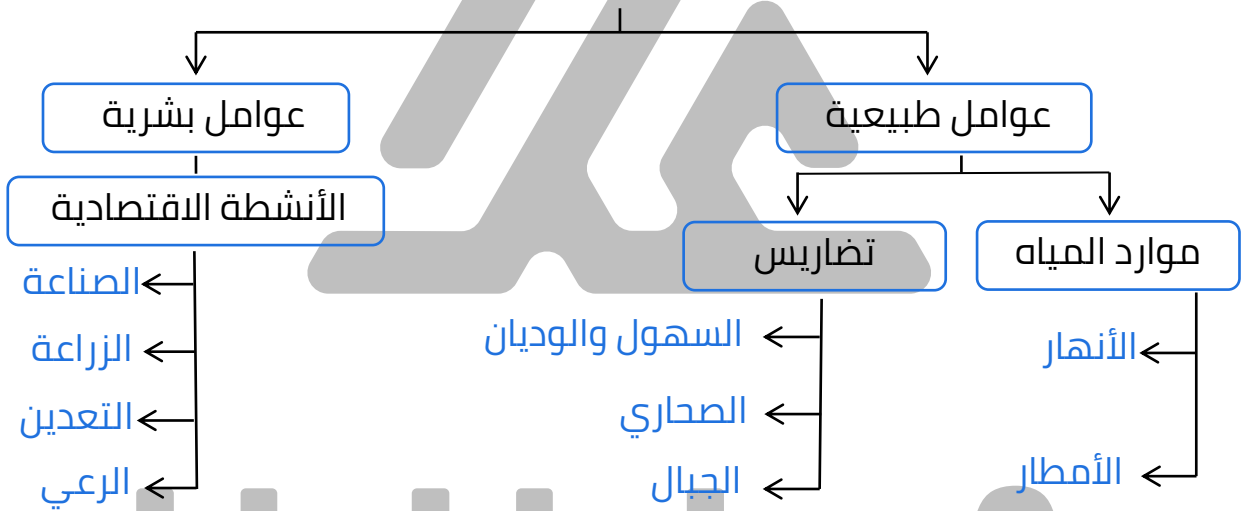 عوامل طبيعية
عوامل بشرية
موارد المياه
تضاريس
الأنشطة الاقتصادية
الأنهار
الأمطار
السهول والوديان
الصحاري
الجبال
الصناعة
الزراعة
التعدين
الرعي